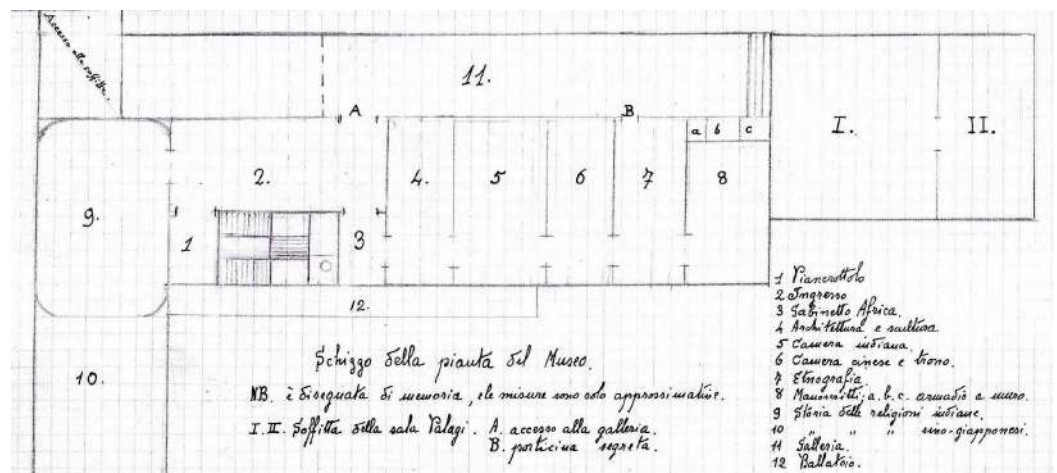 Accesso alla soffitta.
11.
A
B
a b c
I.
II.
2.
4.
5
6
7
8
9.
1
3
12.
10.
Schizzo della pianta del Museo.
NB. è disegnata di memoria, e le misure sono solo approssimative.
I. II. Soffitta della sala Palagi. A. accesso alla galleria.
B. porticina segreta.
1 Pianerottolo
2 Ingresso
3 Gabinetto Africa.
4 Architettura e scultura
5 Camera indiana.
6 Camera cinese e trono.
7 Etnografia.
8 Manoscritti; a. b. c. armadio a muro.
9 Storia delle religioni indiane.
10 " " " sino-giapponesi.
11 Galleria.
12 Ballatoio.